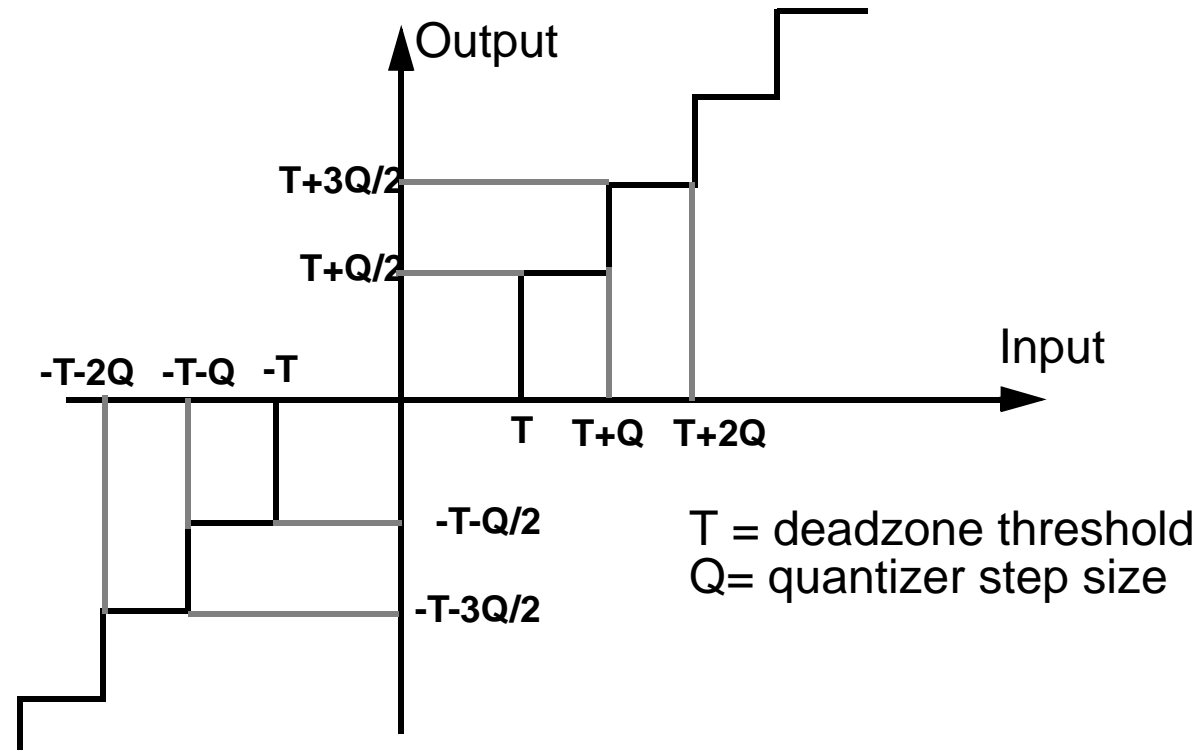 Output
T+3Q/2
T+Q/2
Input
-T-2Q -T-Q -T
T T+Q T+2Q
-T-Q/2
T = deadzone threshold
Q= quantizer step size
-T-3Q/2